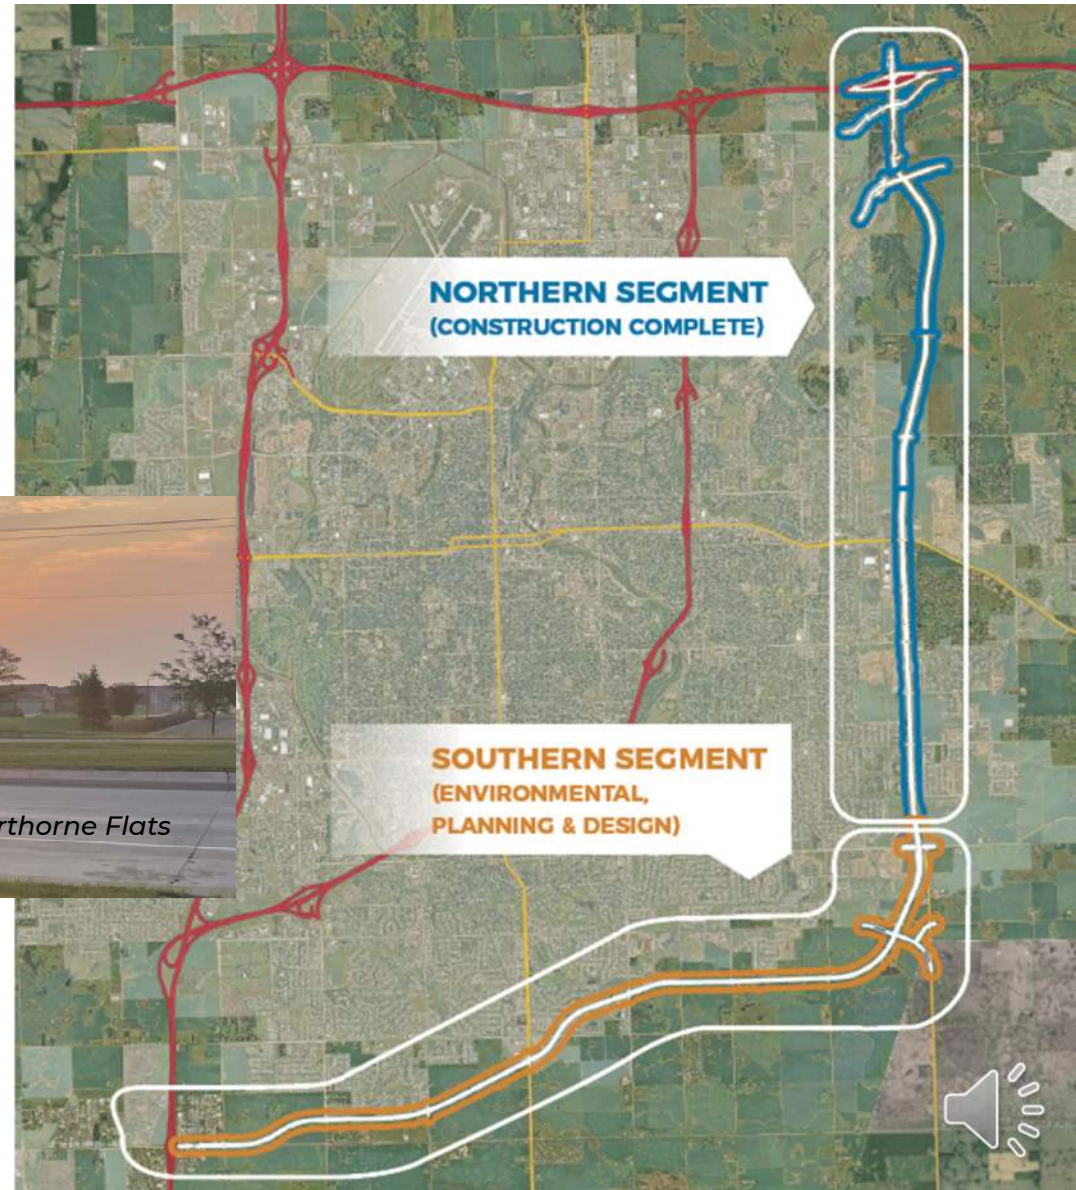 NORTHERN SEGMENT
(CONSTRUCTION COMPLETE)
rthorne Flats
SOUTHERN SEGMENT
(ENVIRONMENTAL,
PLANNING & DESIGN)